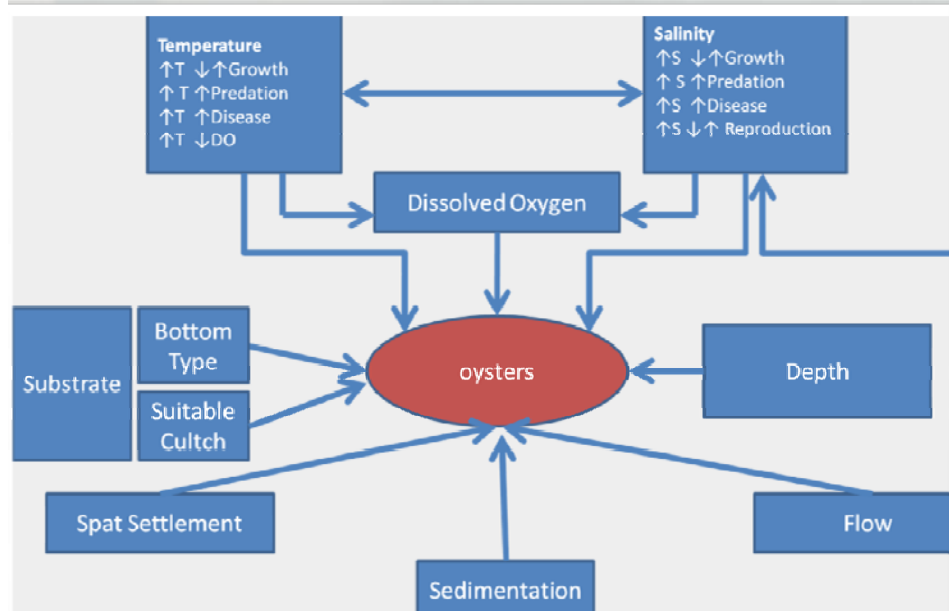 Temperature
↑T ↓↑Growth
↑ T ↑Predation
↑T ↑Disease
↑T ↓DO
Salinity
↑S ↓↑Growth
↑ S ↑Predation
↑S ↑Disease
↑S ↓↑ Reproduction
Dissolved Oxygen
Substrate
Bottom
Type
Suitable
Cultch
oysters
Depth
Spat Settlement
Flow
Sedimentation